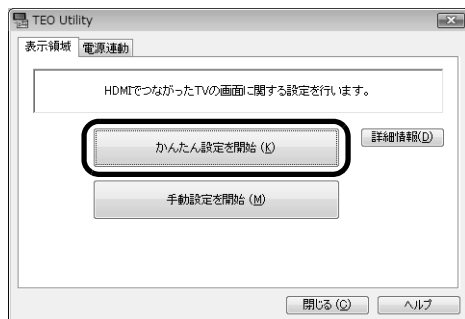 TEO Utility
表示領域 電源連動
HDMIでつながったTVの画面に関する設定を行います。
かんたん設定を開始 (K) 詳細情報(D)
手動設定を開始 (M)
閉じる (C) ヘルプ